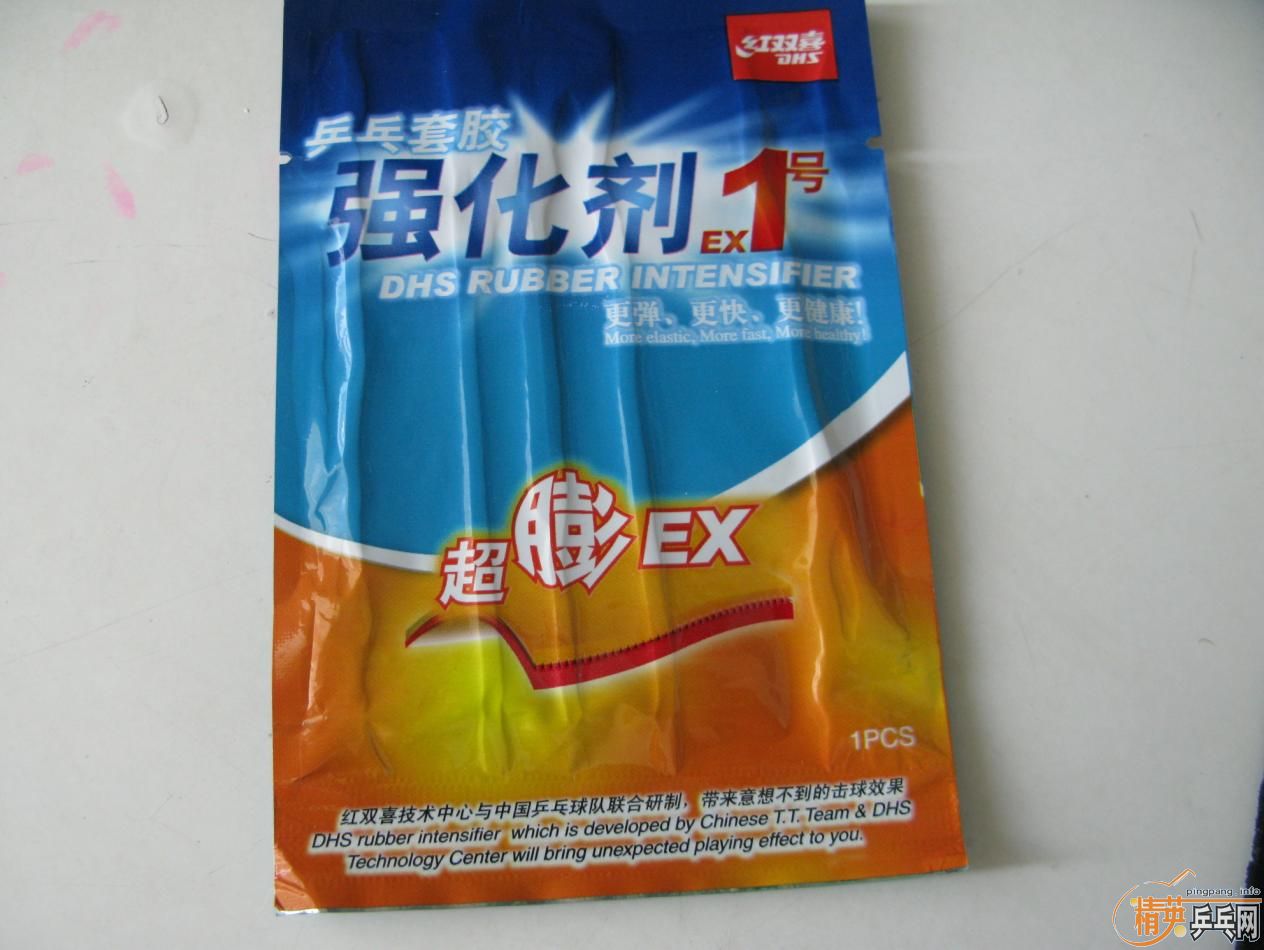 红双喜
DHS
乒乓套胶
强化剂 EX 1号
DHS RUBBER INTENSIFIER
更弹、更快、更健康!
More elastic, More fast, More healthy!
超膨EX
1PCS
红双喜技术中心与中国乒乓球队联合研制，带来意想不到的击球效果
DHS rubber intensifier which is developed by Chinese T.T. Team & DHS
Technology Center will bring unexpected playing effect to you.
pingpang.info
精英乒乓网